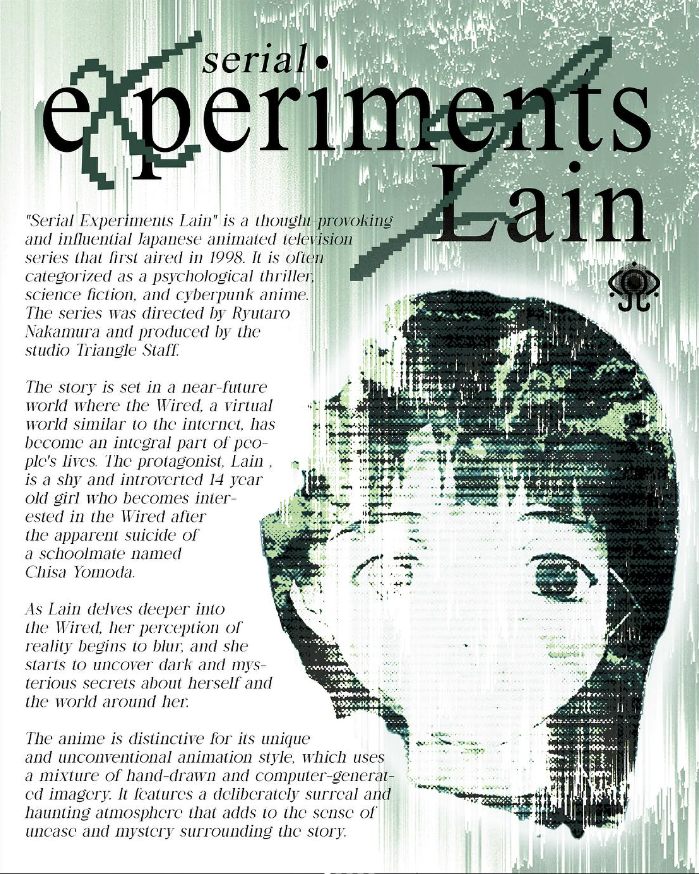 serial
experiments
Lain
"Serial Experiments Lain" is a thought-provoking
and influential Japanese animated television
series that first aired in 1998. It is often
categorized as a psychological thriller,
science fiction, and cyberpunk anime.
The series was directed by Ryutaro
Nakamura and produced by the
studio Triangle Staff.
The story is set in a near-future
world where the Wired, a virtual
world similar to the internet, has
become an integral part of peo-
ple's lives. The protagonist, Lain ,
is a shy and introverted 14 year
old girl who becomes inter-
ested in the Wired after
the apparent suicide of
a schoolmate named
Chisa Yomoda.
As Lain delves deeper into
the Wired, her perception of
reality begins to blur, and she
starts to uncover dark and mys-
terious secrets about herself and
the world around her.
The anime is distinctive for its unique
and unconventional animation style, which uses
a mixture of hand-drawn and computer-generat-
ed imagery. It features a deliberately surreal and
haunting atmosphere that adds to the sense of
unease and mystery surrounding the story.